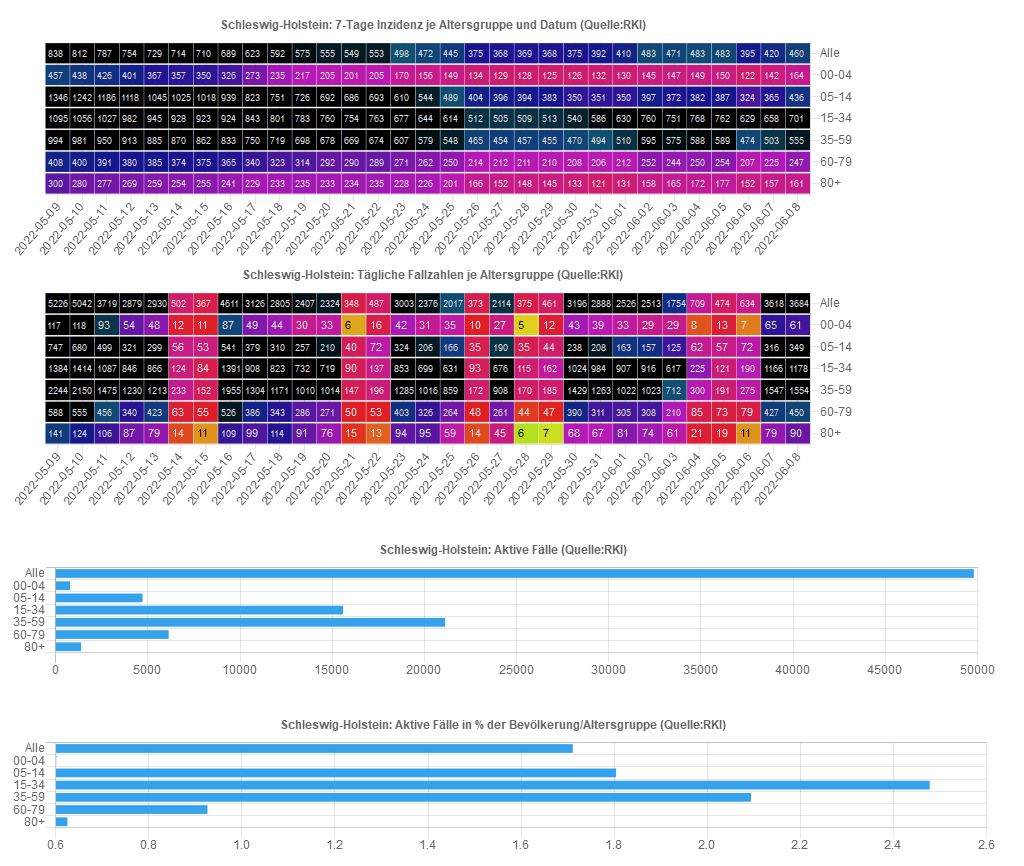 Schleswig-Holstein: 7-Tage Inzidenz je Altersgruppe und Datum (Quelle:RKI)
838 812 787 754 729 714 710 689 623 592 575 555 549 553 498 472 445 375 368 369 368 375 392 410 483 471 483 483 395 420 460 Alle
457 438 426 401 367 357 350 326 273 235 217 205 201 205 170 156 149 134 129 128 125 126 132 130 145 147 149 150 122 142 164 00-04
1346 1242 1186 1118 1045 1025 1018 939 823 751 726 692 686 693 610 544 489 404 396 394 383 350 351 350 397 372 382 387 324 365 436 05-14
1095 1056 1027 982 945 928 923 924 843 801 783 760 754 763 677 644 614 512 505 509 513 540 586 630 760 751 768 762 629 658 701 15-34
994 981 950 913 885 870 862 833 750 719 698 678 669 674 607 579 548 465 454 457 455 470 494 510 595 575 588 589 474 503 555 35-59
408 400 391 380 385 374 375 365 340 323 314 292 290 289 271 262 250 214 212 211 210 208 206 212 252 244 250 254 207 225 247 60-79
300 280 277 269 259 254 255 241 229 233 235 233 234 235 228 226 201 166 152 148 145 133 121 131 158 165 172 177 152 157 161 80+
2022-05-09 2022-05-10 2022-05-11 2022-05-12 2022-05-13 2022-05-14 2022-05-15 2022-05-16 2022-05-17 2022-05-18 2022-05-19 2022-05-20 2022-05-21 2022-05-22 2022-05-23 2022-05-24 2022-05-25 2022-05-26 2022-05-27 2022-05-28 2022-05-29 2022-05-30 2022-05-31 2022-06-01 2022-06-02 2022-06-03 2022-06-04 2022-06-05 2022-06-06 2022-06-07 2022-06-08
Schleswig-Holstein: Tägliche Fallzahlen je Altersgruppe (Quelle:RKI)
5226 5042 3719 2879 2930 502 367 4611 3126 2805 2407 2324 348 487 3003 2376 2017 373 2114 375 461 3196 2888 2526 2513 1754 709 474 634 3618 3684 Alle
117 118 93 54 48 12 11 87 49 44 30 33 6 16 42 31 35 10 27 5 12 43 39 33 29 29 8 13 7 65 61 00-04
747 680 499 321 299 56 53 541 379 310 257 210 40 72 324 206 166 35 190 35 44 238 208 163 157 125 62 57 72 316 349 05-14
1384 1414 1087 846 866 124 84 1391 908 823 732 719 90 137 853 699 631 93 676 115 162 1024 984 907 916 617 225 121 190 1166 1178 15-34
2244 2150 1475 1230 1213 233 152 1955 1304 1171 1010 1014 147 196 1285 1016 859 172 908 170 185 1429 1263 1022 1023 712 300 191 275 1547 1554 35-59
588 555 456 340 423 63 55 526 386 343 286 271 50 53 403 326 264 48 261 44 47 390 311 305 308 210 85 73 79 427 450 60-79
141 124 106 87 79 14 11 109 99 114 91 76 15 13 94 95 59 14 45 6 7 68 67 81 74 61 21 19 11 79 90 80+
2022-05-09 2022-05-10 2022-05-11 2022-05-12 2022-05-13 2022-05-14 2022-05-15 2022-05-16 2022-05-17 2022-05-18 2022-05-19 2022-05-20 2022-05-21 2022-05-22 2022-05-23 2022-05-24 2022-05-25 2022-05-26 2022-05-27 2022-05-28 2022-05-29 2022-05-30 2022-05-31 2022-06-01 2022-06-02 2022-06-03 2022-06-04 2022-06-05 2022-06-06 2022-06-07 2022-06-08
Schleswig-Holstein: Aktive Fälle (Quelle:RKI)
Alle
00-04
05-14
15-34
35-59
60-79
80+
0 5000 10000 15000 20000 25000 30000 35000 40000 45000 50000
Schleswig-Holstein: Aktive Fälle in % der Bevölkerung/Altersgruppe (Quelle:RKI)
Alle
00-04
05-14
15-34
35-59
60-79
80+
0.6 0.8 1.0 1.2 1.4 1.6 1.8 2.0 2.2 2.4 2.6